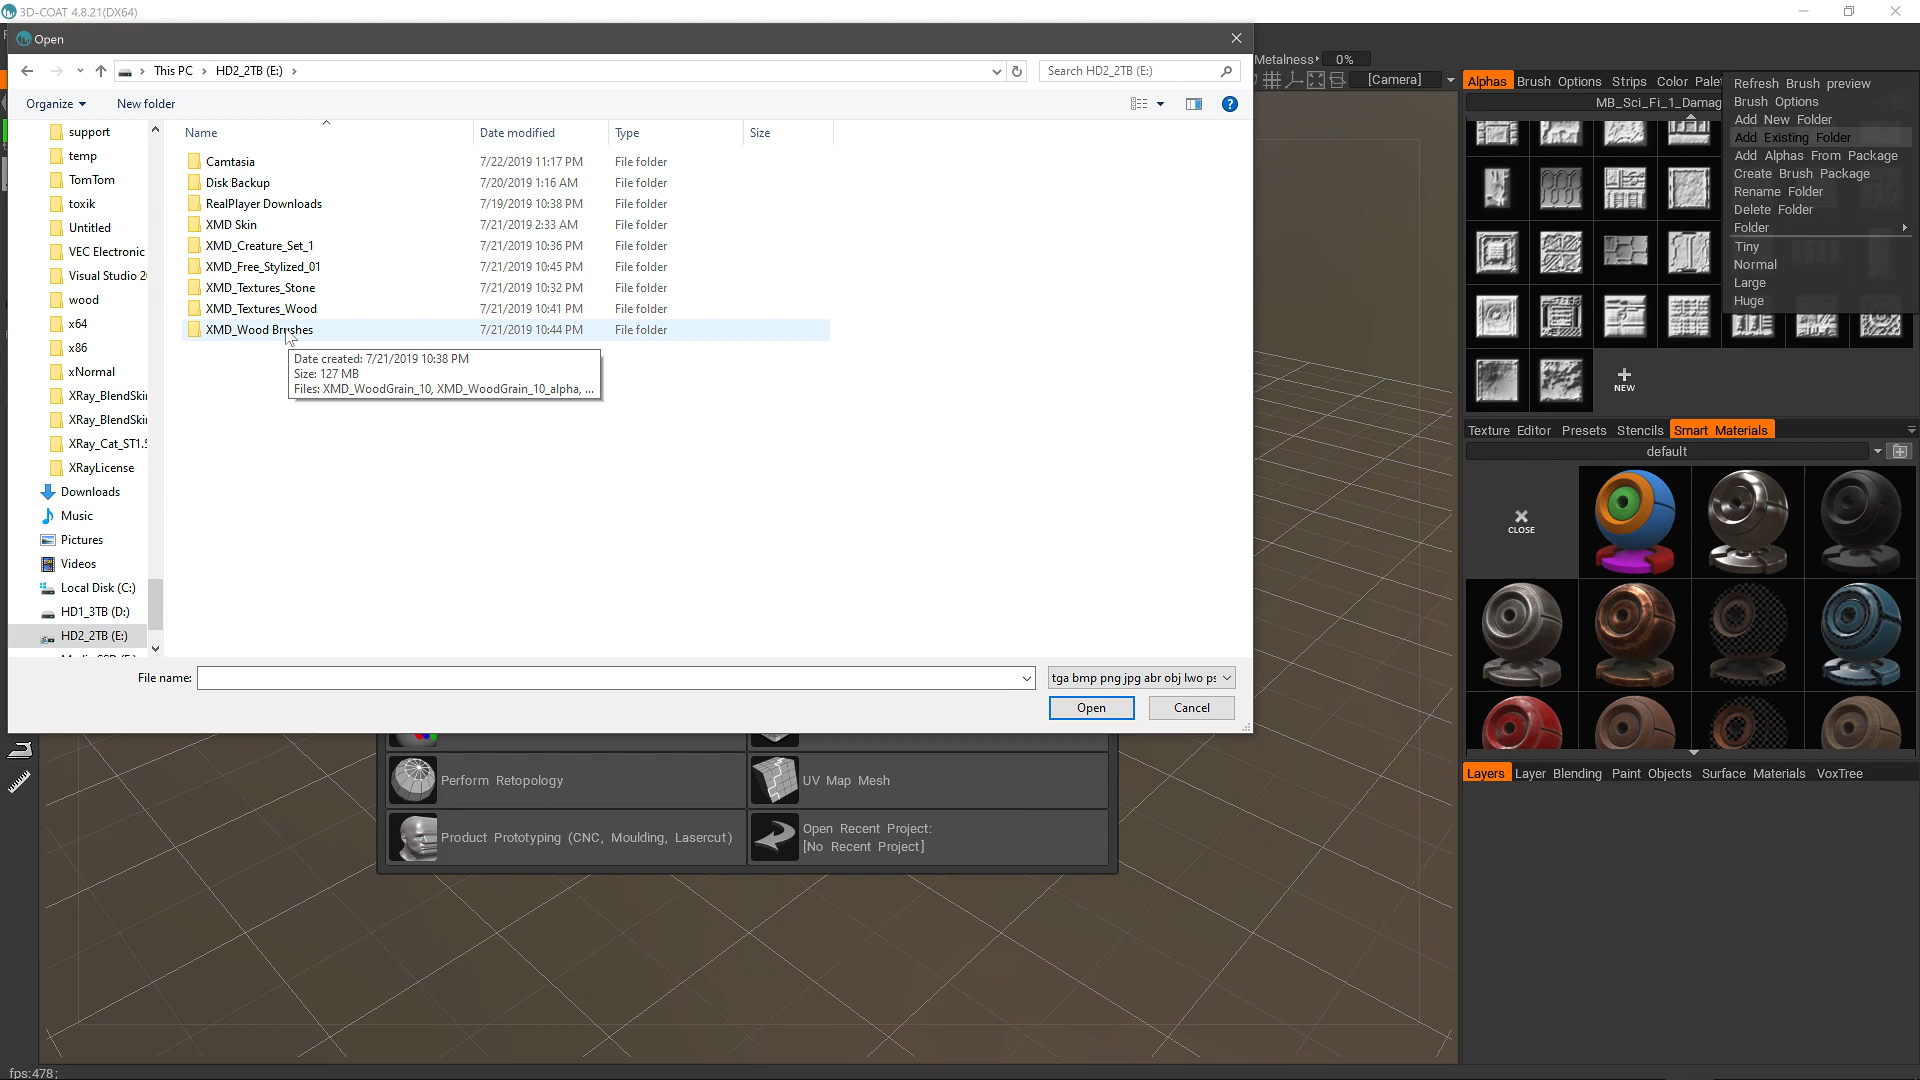 3D-COAT 4.8.21(DX64)
Open
This PC
HD2_2TB (E:)
Search HD2_2TB (E:)
Organize
New folder
Name
Date modified
Type
Size
support
temp
TomTom
toxik
Untitled
VEC Electronic
Visual Studio 2
wood
x64
x86
xNormal
XRay_BlendSki
XRay_BlendSki
XRay_Cat_ST1.5
XRayLicense
Downloads
Music
Pictures
Videos
Local Disk (C:)
HD1_3TB (D:)
HD2_2TB (E:)
Camtasia 7/22/2019 11:17 PM File folder
Disk Backup 7/20/2019 1:16 AM File folder
RealPlayer Downloads 7/19/2019 10:38 PM File folder
XMD Skin 7/21/2019 2:33 AM File folder
XMD_Creature_Set_1 7/21/2019 10:36 PM File folder
XMD_Free_Stylized_01 7/21/2019 10:45 PM File folder
XMD_Textures_Stone 7/21/2019 10:32 PM File folder
XMD_Textures_Wood 7/21/2019 10:41 PM File folder
XMD_Wood Brushes 7/21/2019 10:44 PM File folder
Date created: 7/21/2019 10:38 PM
Size: 127 MB
Files: XMD_WoodGrain_10, XMD_WoodGrain_10_alpha, ...
File name:
tga bmp png jpg abr obj lwo ps
Open
Cancel
Metalness 0%
[Camera]
Alphas Brush Options Strips Color Palet
MB_Sci_Fi_1_Damag
Refresh Brush preview
Brush Options
Add New Folder
Add Existing Folder
Add Alphas From Package
Create Brush Package
Rename Folder
Delete Folder
Folder
Tiny
Normal
Large
Huge
NEW
Texture Editor Presets Stencils Smart Materials
default
CLOSE
Layers Layer Blending Paint Objects Surface Materials VoxTree
Perform Retopology
UV Map Mesh
Product Prototyping (CNC, Moulding, Lasercut)
Open Recent Project:
[No Recent Project]
fps:478;